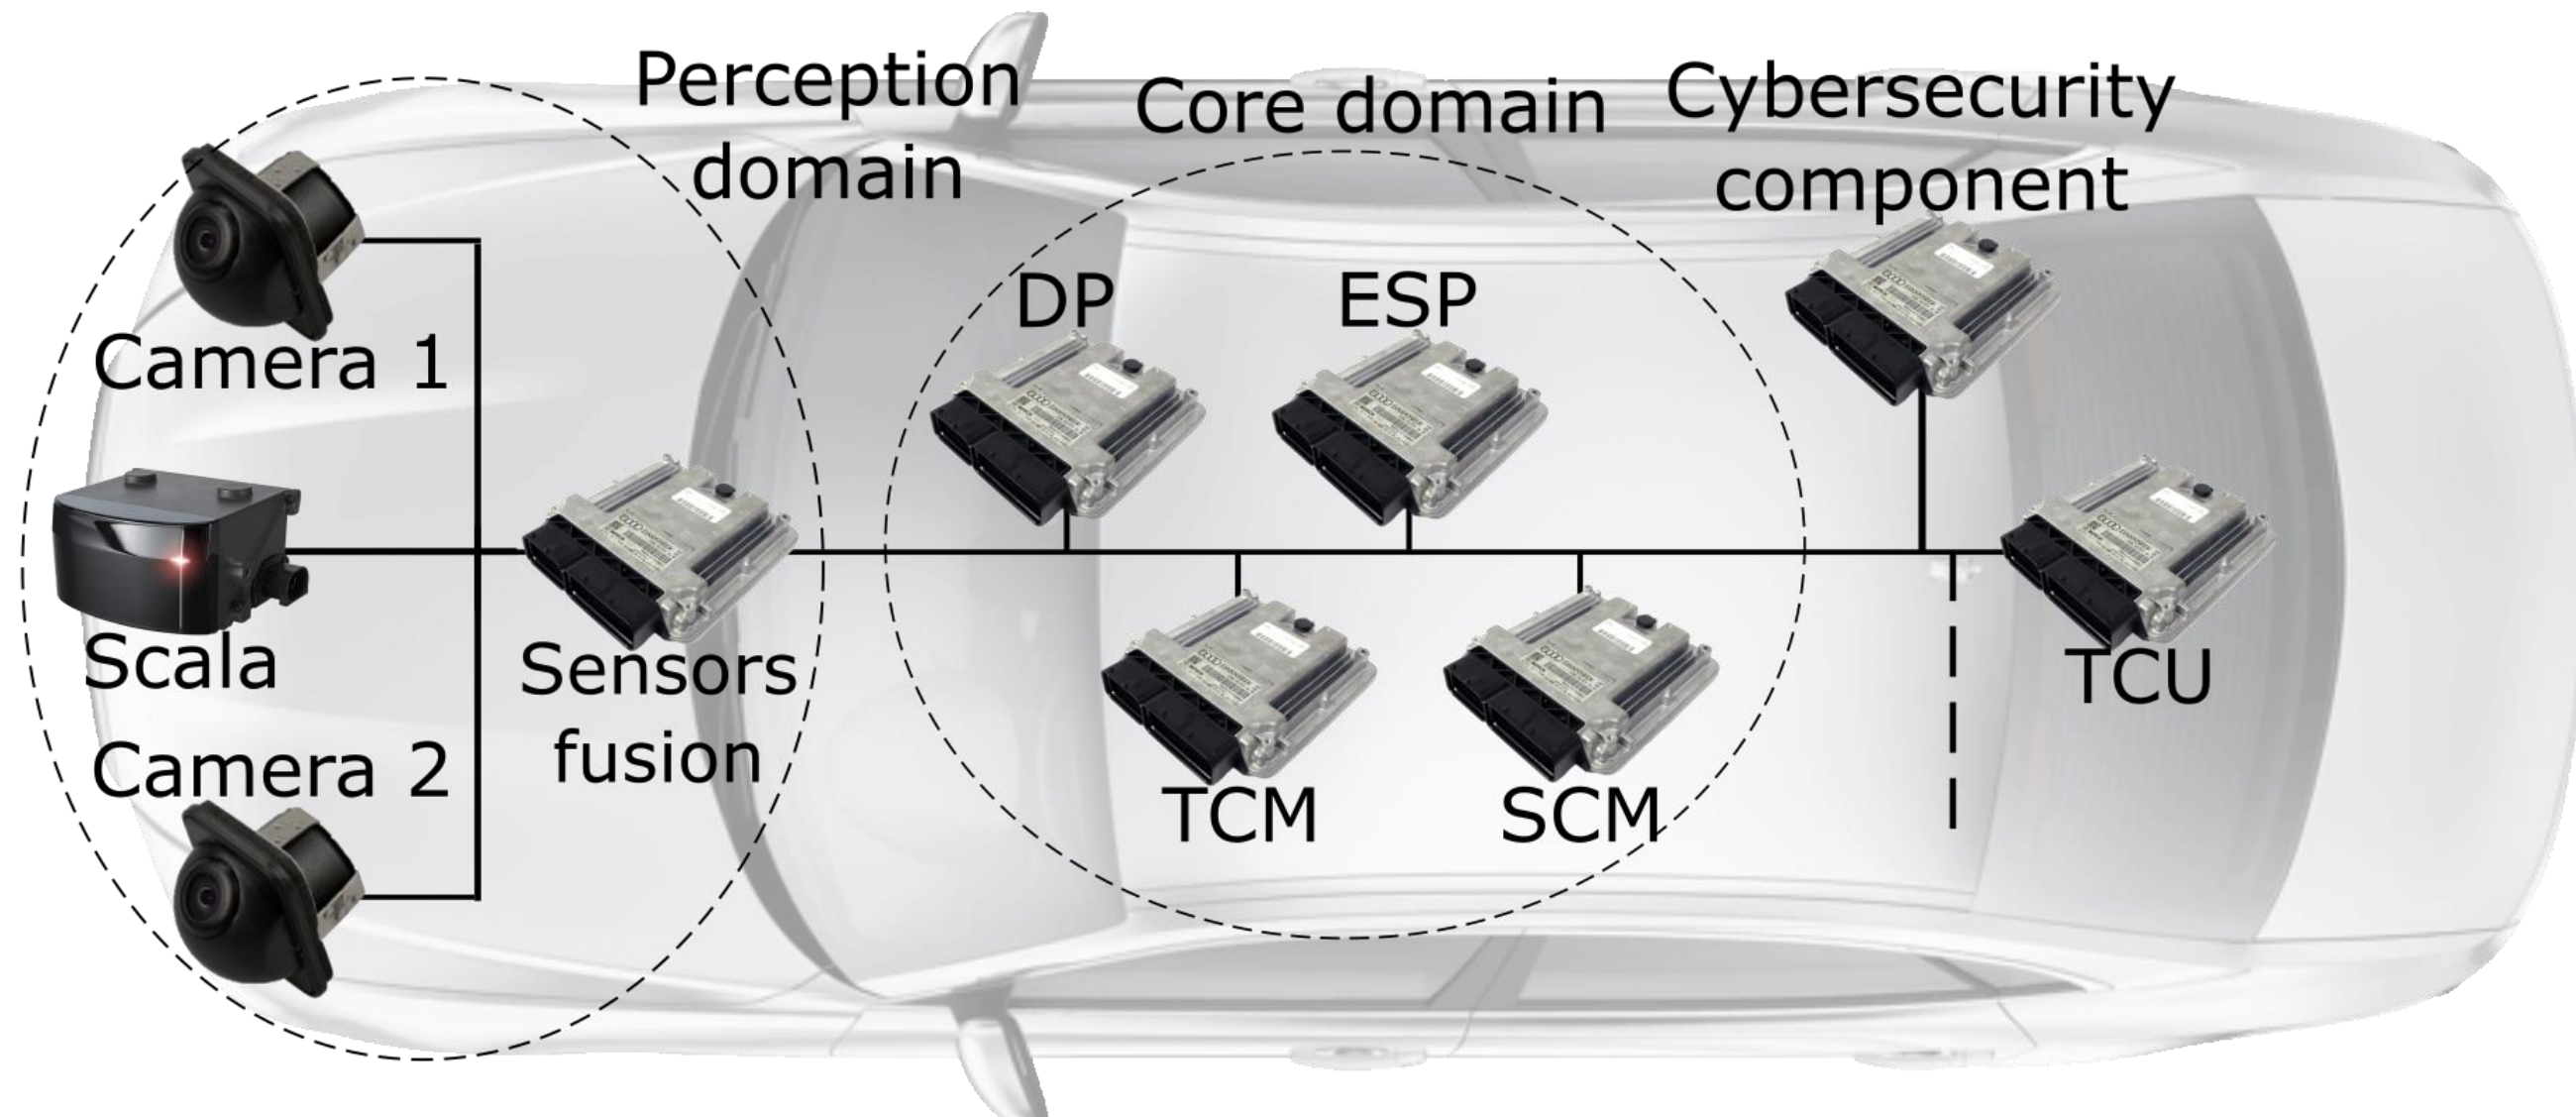 Perception
domain
Core domain
Cybersecurity
component
DP
ESP
Camera 1
Scala
Sensors
fusion
Camera 2
TCM
SCM
TCU